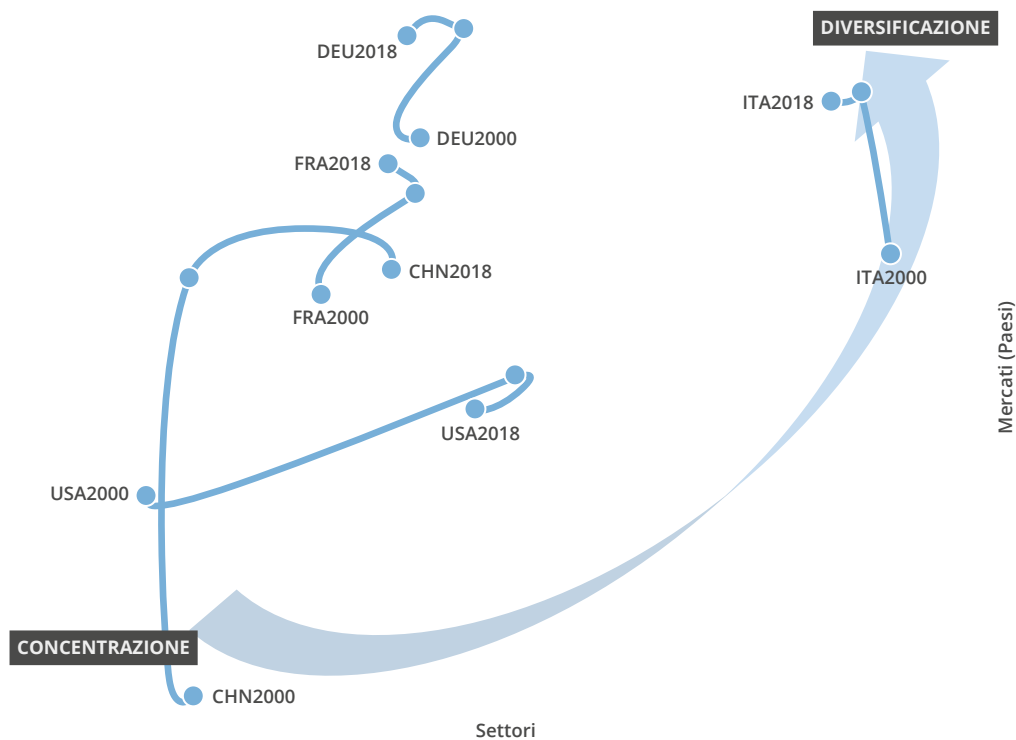 DIVERSIFICAZIONE
DEU2018
ITA2018
DEU2000
FRA2018
CHN2018
ITA2000
FRA2000
Mercati (Paesi)
USA2018
USA2000
CONCENTRAZIONE
CHN2000
Settori